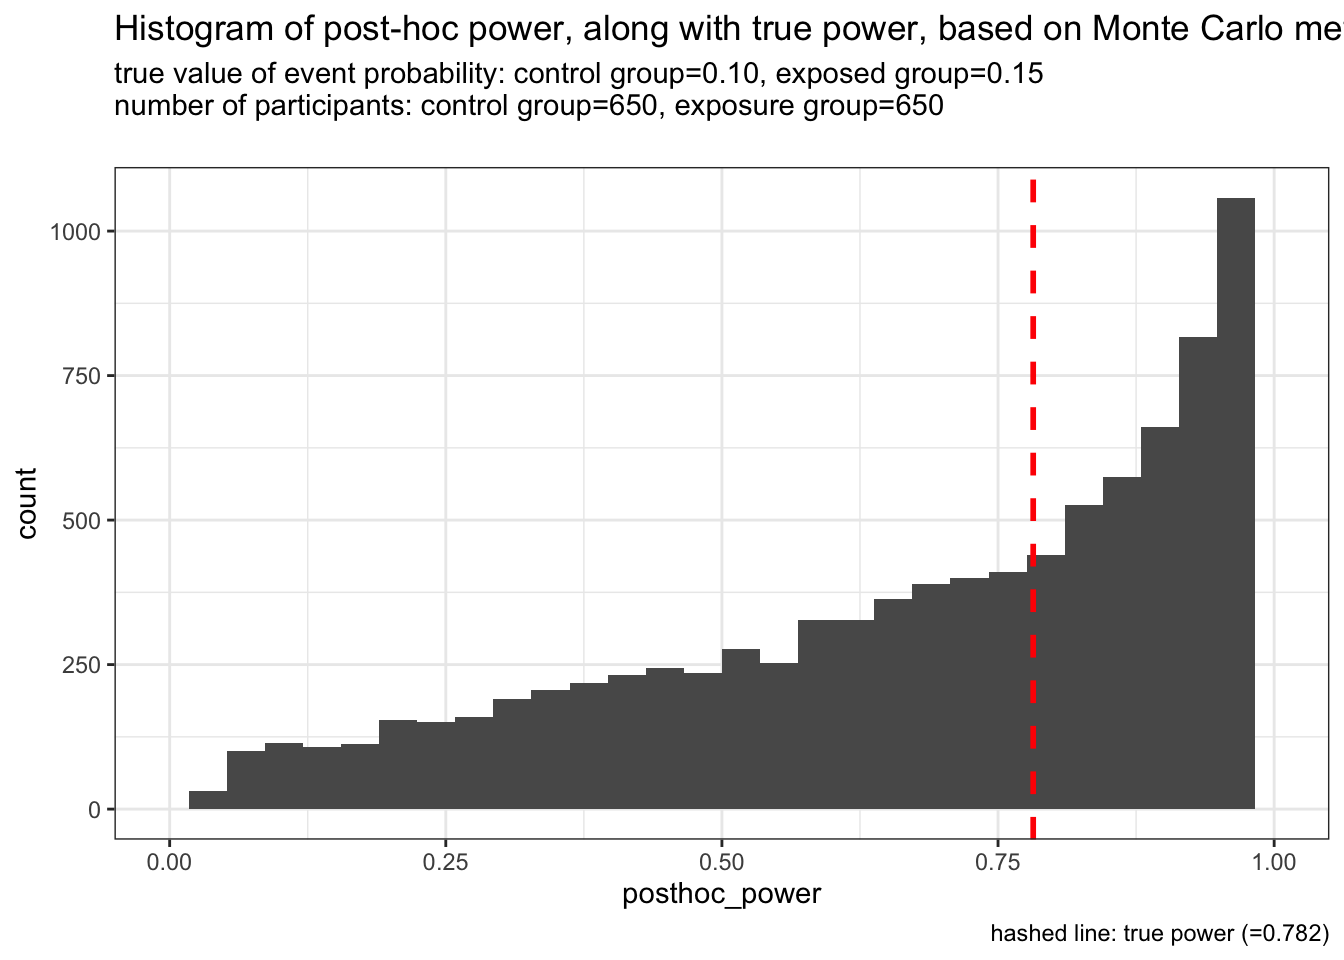 Histogram of post-hoc power, along with true power, based on Monte Carlo
true value of event probability: control group=0.10, exposed group=0.15
number of participants: control group=650, exposure group=650
1000
750
500
250
0
count
0.00 0.25 0.50 0.75 1.00
posthoc_power
hashed line: true power (=0.782)